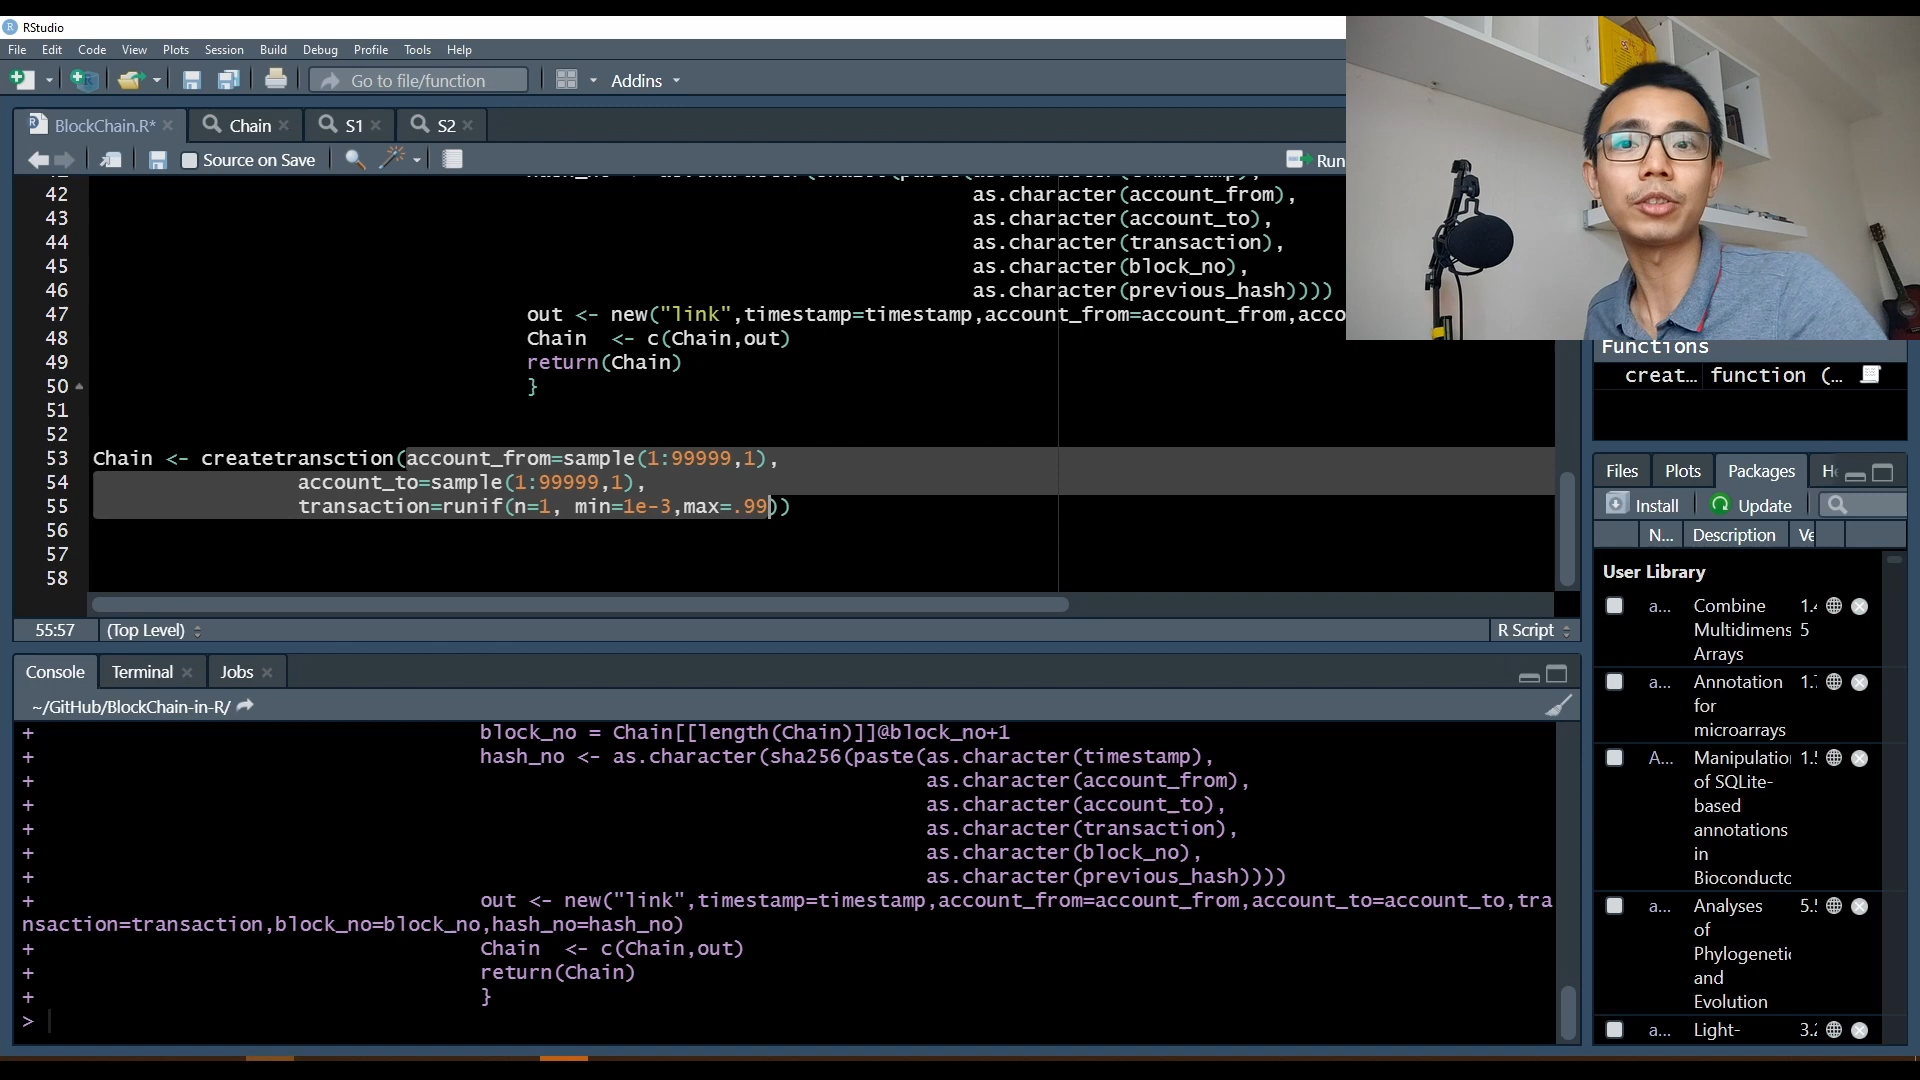 RStudio
File Edit Code View Plots Session Build Debug Profile Tools Help
Go to file/function Addins
BlockChain.R* Chain S1 S2
Source on Save Run
42 as.character(account_from),
43 as.character(account_to),
44 as.character(transaction),
45 as.character(block_no),
46 as.character(previous_hash))))
47 out <- new("link",timestamp=timestamp,account_from=account_from,acco
48 Chain  <- c(Chain,out)
49 return(Chain)
50 }
51
52
53 Chain <- createtransction(account_from=sample(1:99999,1),
54 account_to=sample(1:99999,1),
55 transaction=runif(n=1, min=1e-3,max=.99))
56
57
58
55:57 (Top Level) R Script
Console Terminal Jobs
~/GitHub/BlockChain-in-R/
+ block_no = Chain[[length(Chain)]]@block_no+1
+ hash_no <- as.character(sha256(paste(as.character(timestamp),
+ as.character(account_from),
+ as.character(account_to),
+ as.character(transaction),
+ as.character(block_no),
+ as.character(previous_hash))))
+ out <- new("link",timestamp=timestamp,account_from=account_from,account_to=account_to,tra
nsaction=transaction,block_no=block_no,hash_no=hash_no)
+ Chain  <- c(Chain,out)
+ return(Chain)
+ }
>
Functions
creat… function (…
Files Plots Packages
Install Update
N... Description
User Library
a... Combine
Multidimens 5
Arrays
a... Annotation
for
microarrays
A... Manipulatio
of SQLite-
based
annotations
in
Bioconducto
a... Analyses
of
Phylogeneti
and
Evolution
a... Light-